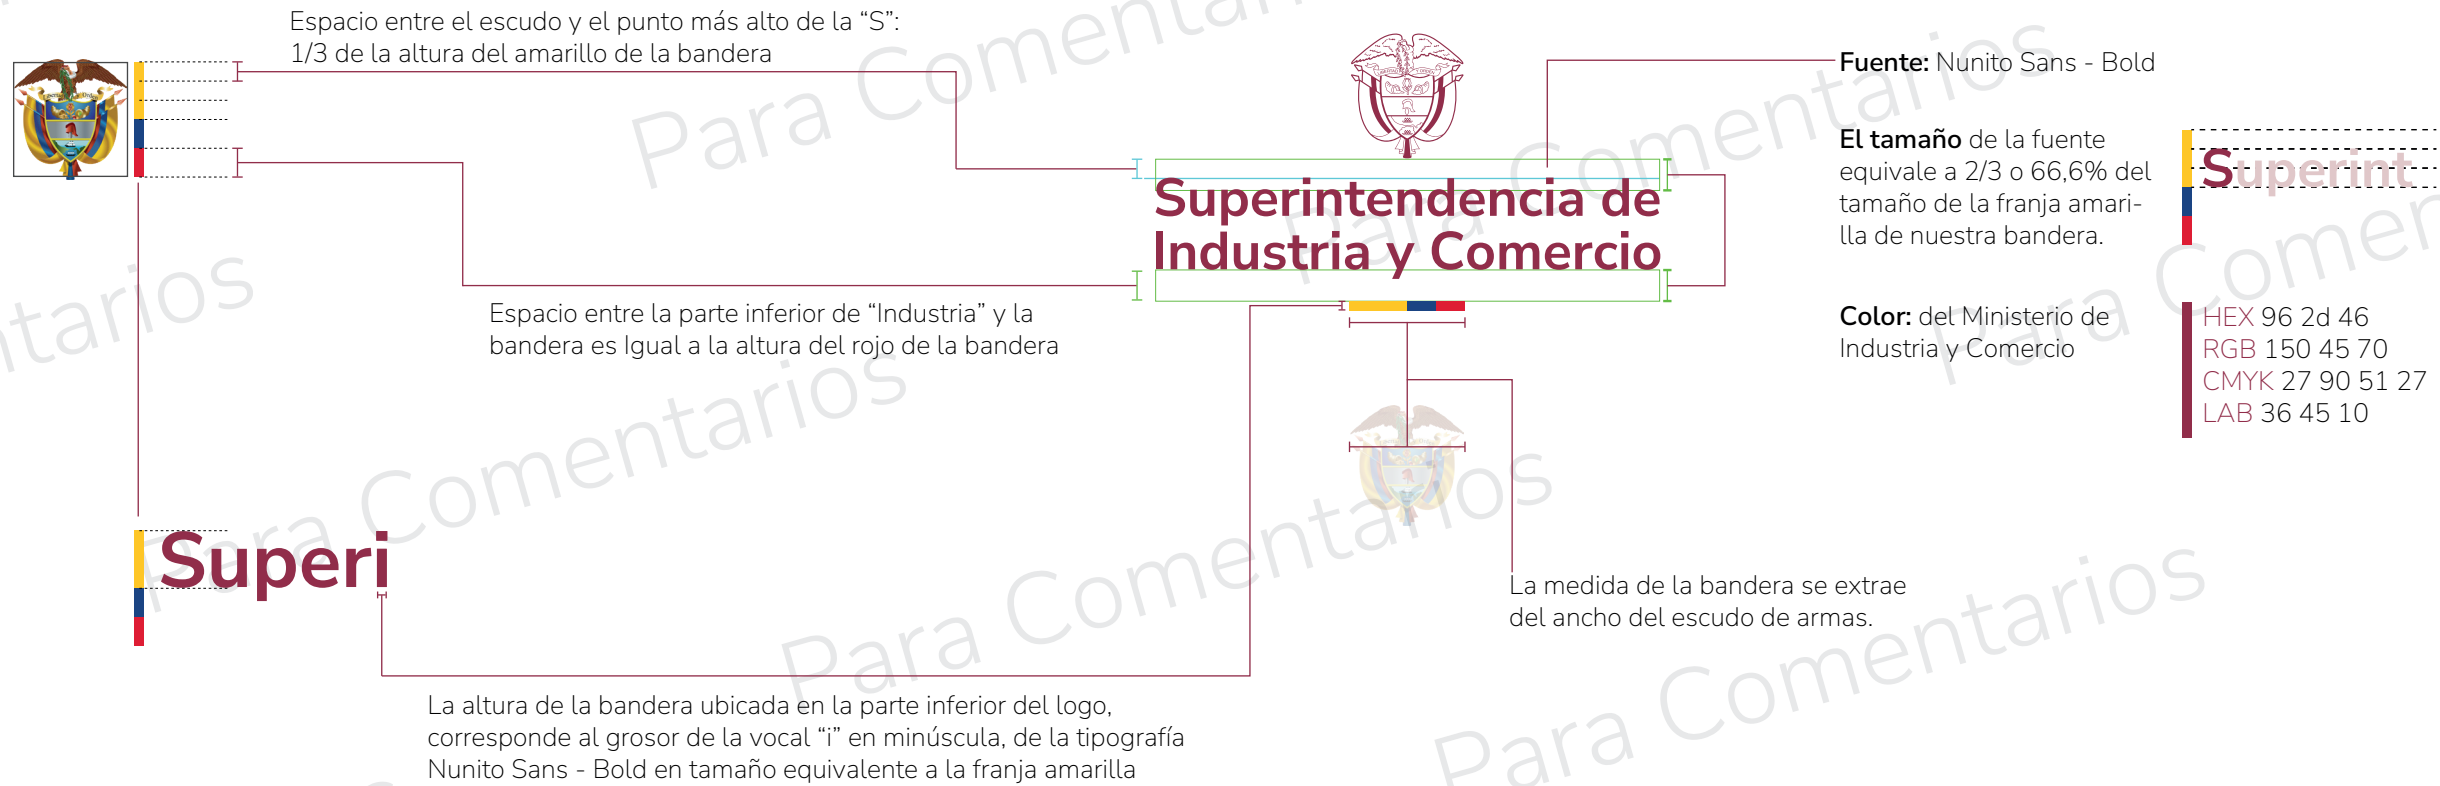 Espacio entre el escudo y el punto más alto de la “S”:
1/3 de la altura del amarillo de la bandera
Fuente: Nunito Sans - Bold
El tamaño de la fuente
equivale a 2/3 o 66,6% del
tamaño de la franja amari-
lla de nuestra bandera.
Superint
Superintendencia de
Industria y Comercio
Espacio entre la parte inferior de “Industria” y la
bandera es Igual a la altura del rojo de la bandera
Color: del Ministerio de
Industria y Comercio
HEX 96 2d 46
RGB 150 45 70
CMYK 27 90 51 27
LAB 36 45 10
Superi
La medida de la bandera se extrae
del ancho del escudo de armas.
La altura de la bandera ubicada en la parte inferior del logo,
corresponde al grosor de la vocal “i” en minúscula, de la tipografía
Nunito Sans - Bold en tamaño equivalente a la franja amarilla
Para Comentarios
Para Comentarios
Para Comentarios
Para Comentarios
Para Comentarios
Para Comen
ntarios